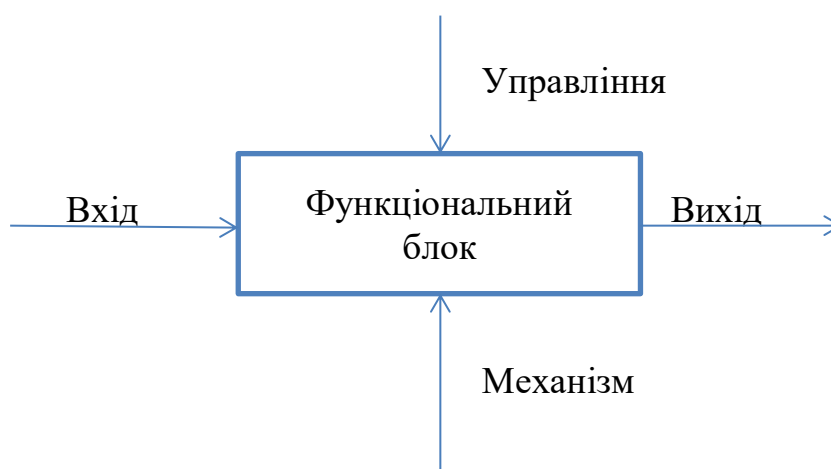 Управління
Вхід
Функціональний
блок
Вихід
Механізм